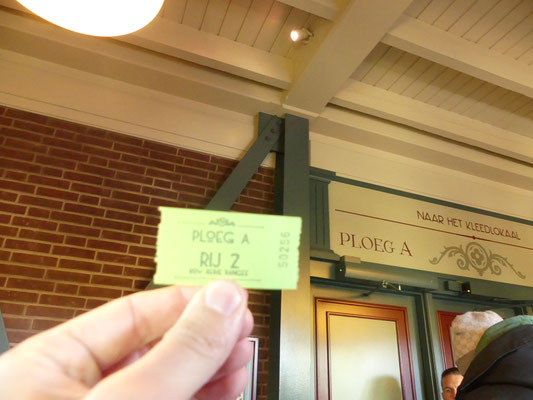 PLOEG A
RIJ 2
50256
NAAR HET KLEEDLOKAAL
PLOEG A